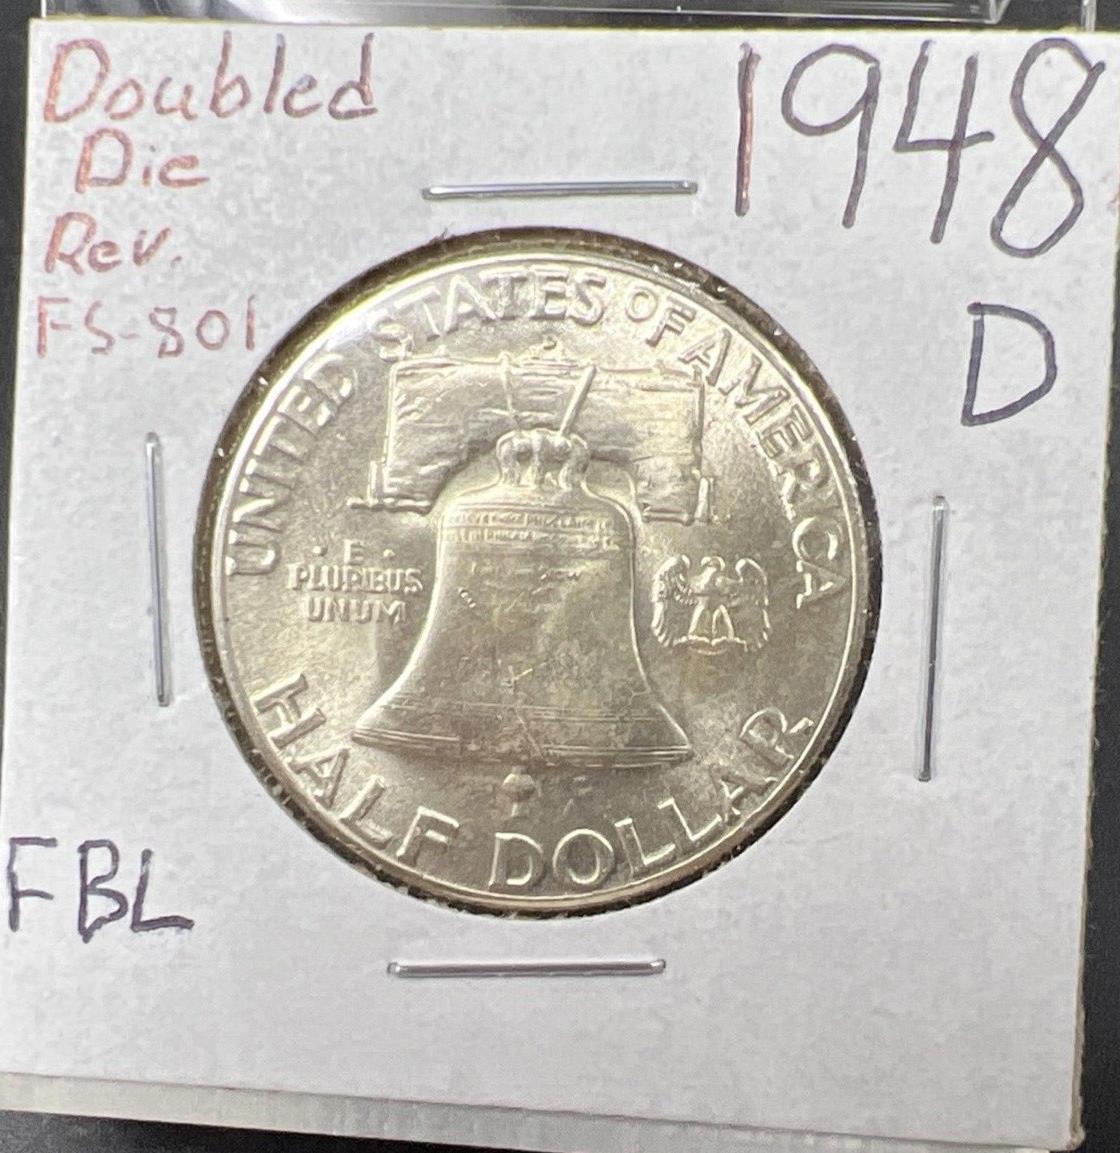 Doubled
Die
Rev.
FS-801
1948
D
UNITED STATES OF AMERICA
· E ·
PLURIBUS
UNUM
HALF DOLLAR
FBL